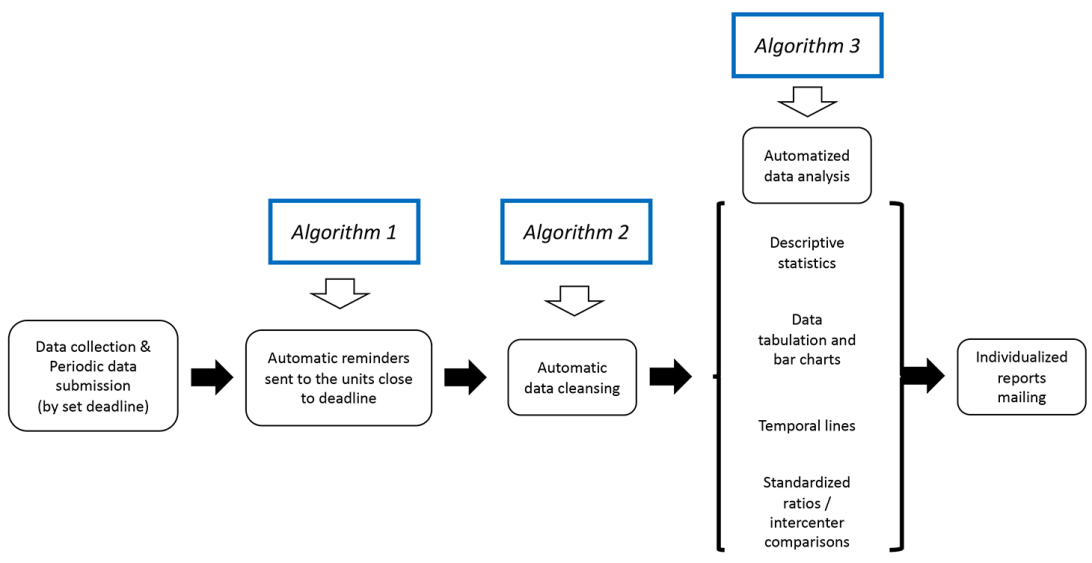 Algorithm 3
Automatized
data analysis
Algorithm 1
Algorithm 2
Descriptive
statistics
Data
tabulation and
bar charts
Temporal lines
Standardized
ratios /
intercenter
comparisons
Data collection &
Periodic data
submission
(by set deadline)
Automatic reminders
sent to the units close
to deadline
Automatic
data cleansing
Individualized
reports
mailing